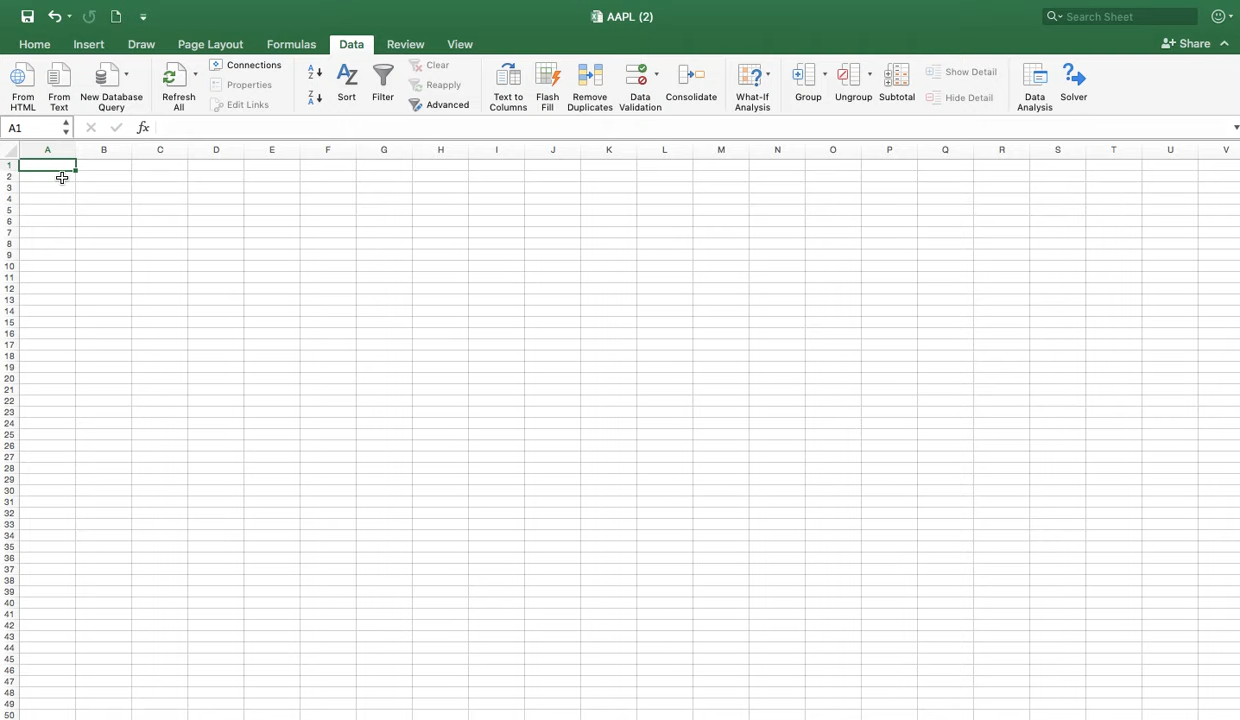 AAPL (2)
Search Sheet
Home Insert Draw Page Layout Formulas Data Review View
Share
From HTML
From Text
New Database Query
Refresh All
Connections
Properties
Edit Links
A Z
Z A
Sort
Filter
Clear
Reapply
Advanced
Text to Columns
Flash Fill
Remove Duplicates
Data Validation
Consolidate
What-If Analysis
Group
Ungroup
Subtotal
Show Detail
Hide Detail
Data Analysis
Solver
A1 fx
A B C D E F G H I J K L M N O P Q R S T U V
1
2
3
4
5
6
7
8
9
10
11
12
13
14
15
16
17
18
19
20
21
22
23
24
25
26
27
28
29
30
31
32
33
34
35
36
37
38
39
40
41
42
43
44
45
46
47
48
49
50